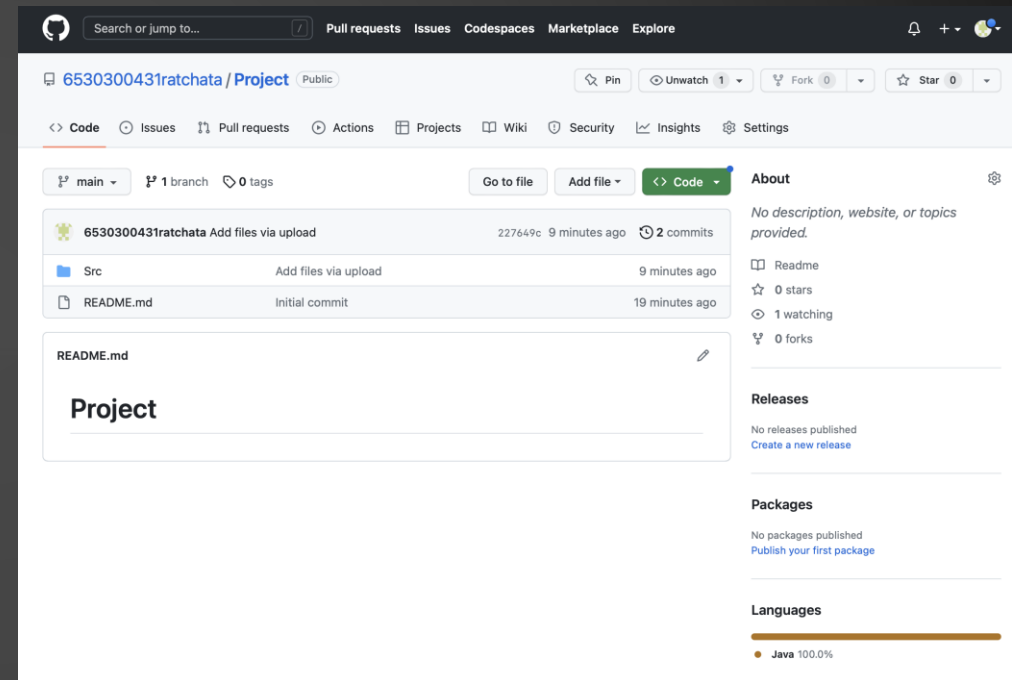 Search or jump to... /
Pull requests Issues Codespaces Marketplace Explore
6530300431ratchata / Project Public
Pin Unwatch 1 Fork 0 Star 0
Code Issues Pull requests Actions Projects Wiki Security Insights Settings
main 1 branch 0 tags Go to file Add file Code
6530300431ratchata Add files via upload 227649c 9 minutes ago 2 commits
Src Add files via upload 9 minutes ago
README.md Initial commit 19 minutes ago
README.md
Project
About
No description, website, or topics
provided.
Readme
0 stars
1 watching
0 forks
Releases
No releases published
Create a new release
Packages
No packages published
Publish your first package
Languages
Java 100.0%